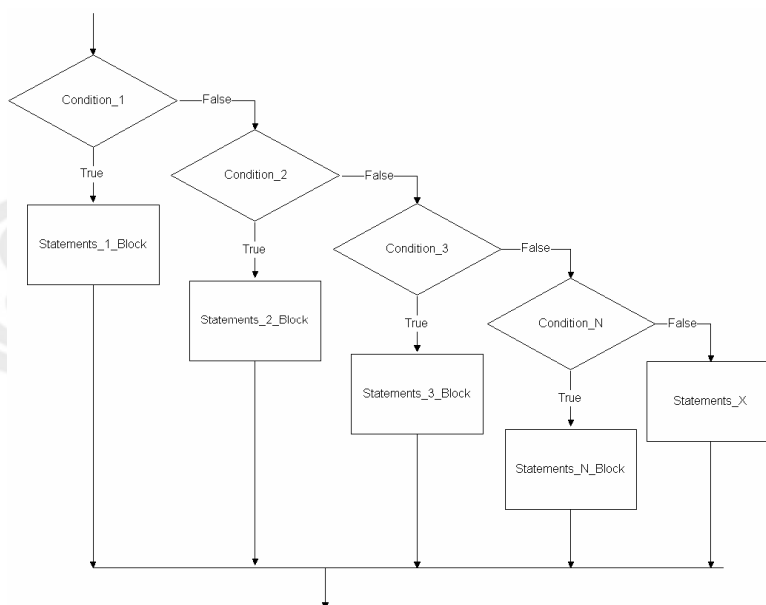 Condition_1
False
True
Condition_2
False
Statements_1_Block
True
Condition_3
False
Statements_2_Block
True
Condition_N
False
Statements_3_Block
True
Statements_X
Statements_N_Block